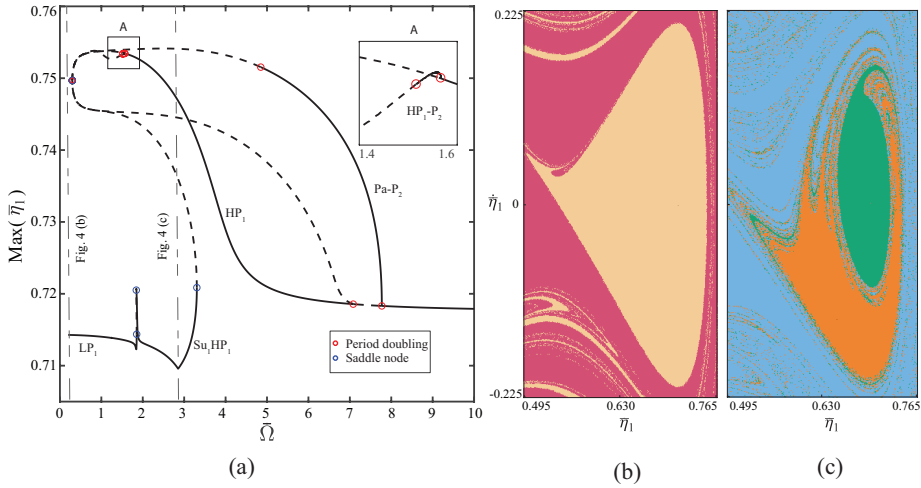 0.76
0.75
0.74
0.73
0.72
0.71
Max( η̅₁ )
0
1
2
3
4
5
6
7
8
9
10
Ω̅
A
A
HP₁-P₂
1.4
1.6
Fig. 4 (b)
Fig. 4 (c)
HP₁
Pa-P₂
LP₁
Su₁HP₁
Period doubling
Saddle node
(a)
0.225
η̅̇₁ 0
-0.225
0.495 0.630 0.765
η̅₁
(b)
0.495 0.630 0.765
η̅₁
(c)